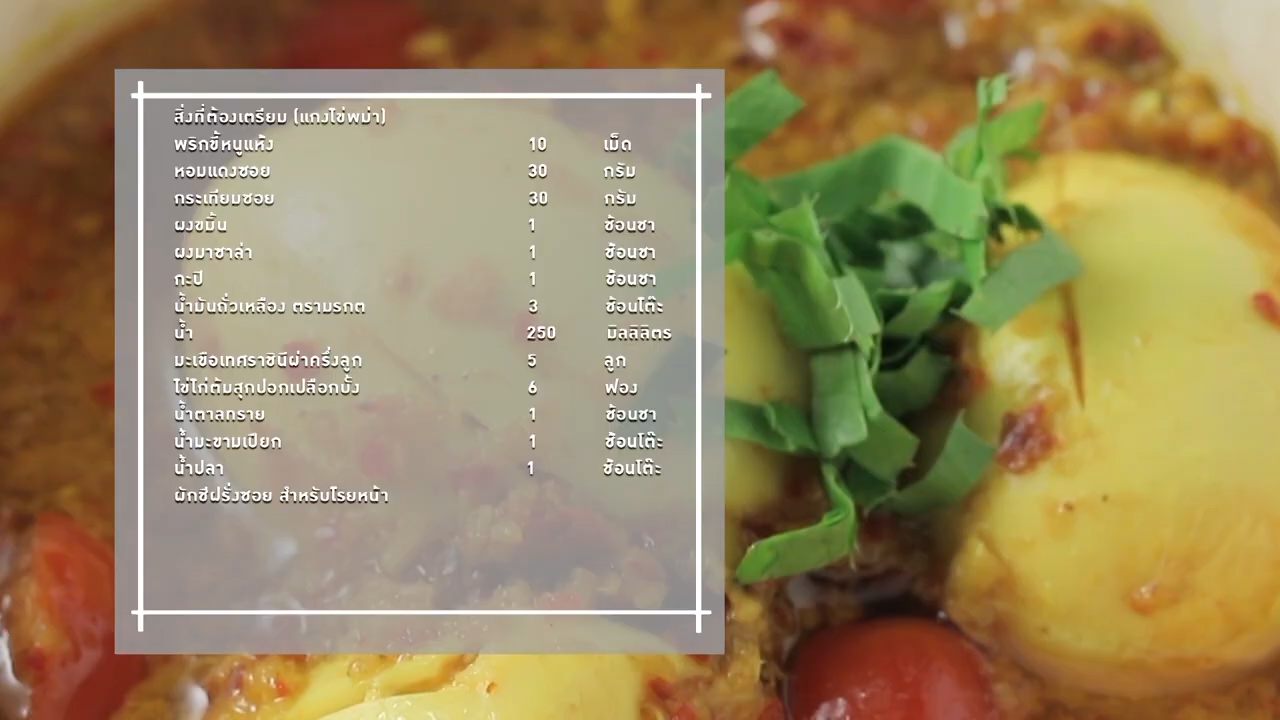 สิ่งที่ต้องเตรียม (แกงไข่พม่า)
พริกขี้หนูแห้ง 10 เม็ด
หอมแดงซอย 30 กรัม
กระเทียมซอย 30 กรัม
ผงขมิ้น 1 ช้อนชา
ผงมาซาล่า 1 ช้อนชา
กะปิ 1 ช้อนชา
น้ำมันถั่วเหลือง ตรามรกต 3 ช้อนโต๊ะ
น้ำ 250 มิลลิลิตร
มะเขือเทศราชินีผ่าครึ่งลูก 5 ลูก
ไข่ไก่ต้มสุกปอกเปลือกบั้ง 6 ฟอง
น้ำตาลทราย 1 ช้อนชา
น้ำมะขามเปียก 1 ช้อนโต๊ะ
น้ำปลา 1 ช้อนโต๊ะ
ผักชีฝรั่งซอย สำหรับโรยหน้า